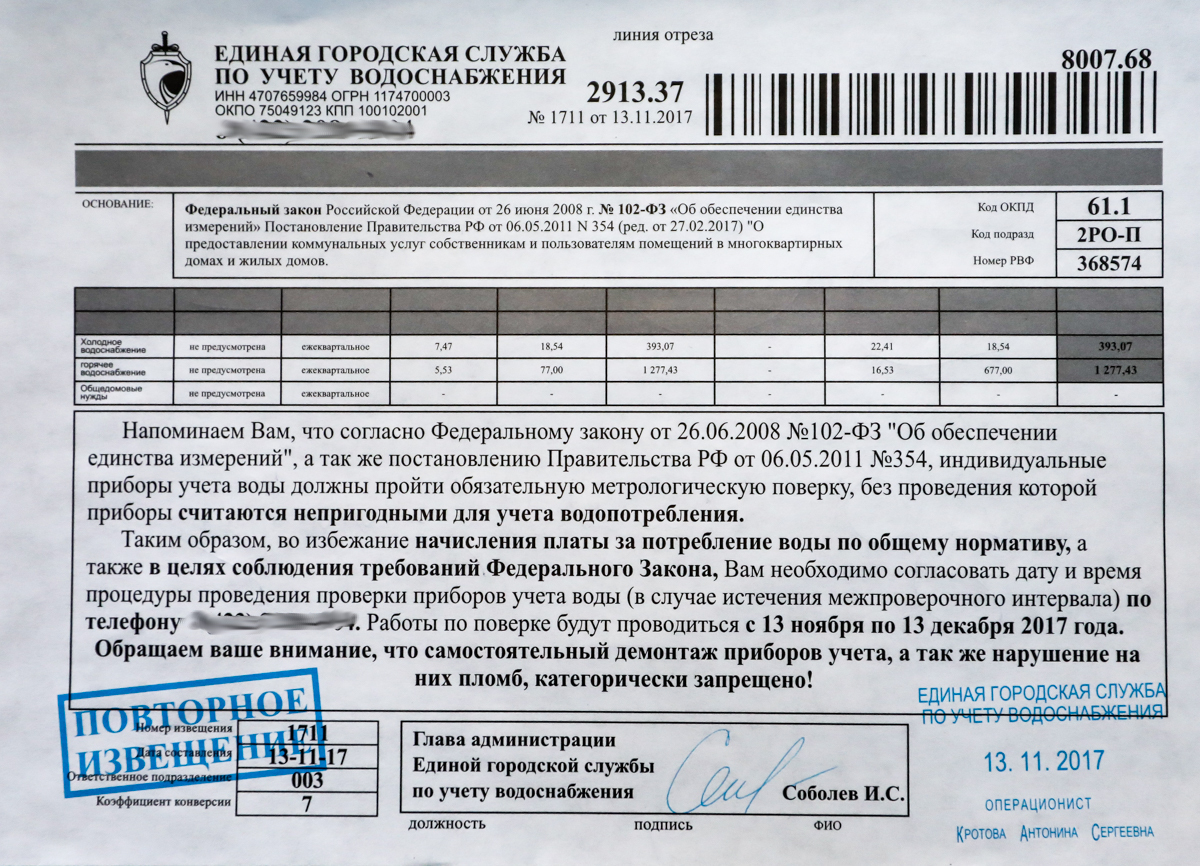 линия отреза
ЕДИНАЯ ГОРОДСКАЯ СЛУЖБА
ПО УЧЕТУ ВОДОСНАБЖЕНИЯ
ИНН 4707659984 ОГРН 1174700003
ОКПО 75049123 КПП 100102001
2913.37
№ 1711 от 13.11.2017
8007.68
ОСНОВАНИЕ:
Федеральный закон Российской Федерации от 26 июня 2008 г. № 102-ФЗ «Об обеспечении единства
измерений» Постановление Правительства РФ от 06.05.2011 N 354 (ред. от 27.02.2017) "О
предоставлении коммунальных услуг собственникам и пользователям помещений в многоквартирных
домах и жилых домов.
Код ОКПД 61.1
Код подразд 2РО-П
Номер РВФ 368574
Холодное
водоснабжение не предусмотрена ежеквартальное 7,47 18,54 393,07 - 22,41 18,54 393,07
горячее
водоснабжение не предусмотрена ежеквартальное 5,53 77,00 1 277,43 - 16,53 677,00 1 277,43
Общедомовые
нужды не предусмотрена ежеквартальное - - - - - - -
Напоминаем Вам, что согласно Федеральному закону от 26.06.2008 №102-ФЗ "Об обеспечении
единства измерений", а так же постановлению Правительства РФ от 06.05.2011 №354, индивидуальные
приборы учета воды должны пройти обязательную метрологическую поверку, без проведения которой
приборы считаются непригодными для учета водопотребления.
Таким образом, во избежание начисления платы за потребление воды по общему нормативу, а
также в целях соблюдения требований Федерального Закона, Вам необходимо согласовать дату и время
процедуры проведения проверки приборов учета воды (в случае истечения межпроверочного интервала) по
телефону . Работы по поверке будут проводиться с 13 ноября по 13 декабря 2017 года.
Обращаем ваше внимание, что самостоятельный демонтаж приборов учета, а так же нарушение на
них пломб, категорически запрещено!
ПОВТОРНОЕ
ИЗВЕЩЕНИЕ
Номер извещения 1711
Дата составления 13-11-17
Ответственное подразделение 003
Коэффициент конверсии 7
Глава администрации
Единой городской службы
по учету водоснабжения
Соболев И.С.
должность подпись ФИО
ЕДИНАЯ ГОРОДСКАЯ СЛУЖБА
ПО УЧЕТУ ВОДОСНАБЖЕНИЯ
13. 11. 2017
ОПЕРАЦИОНИСТ
Кротова Антонина Сергеевна